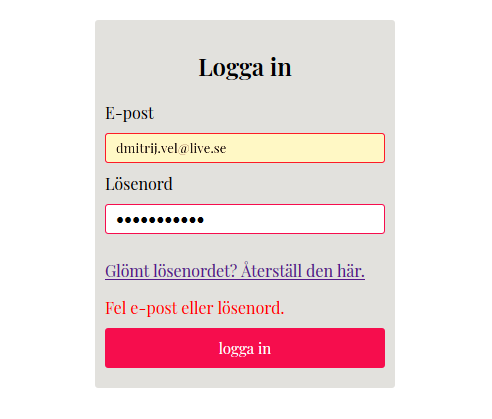 Logga in
E-post
dmitrij.vel@live.se
Lösenord
Glömt lösenordet? Återställ den här.
Fel e-post eller lösenord.
logga in